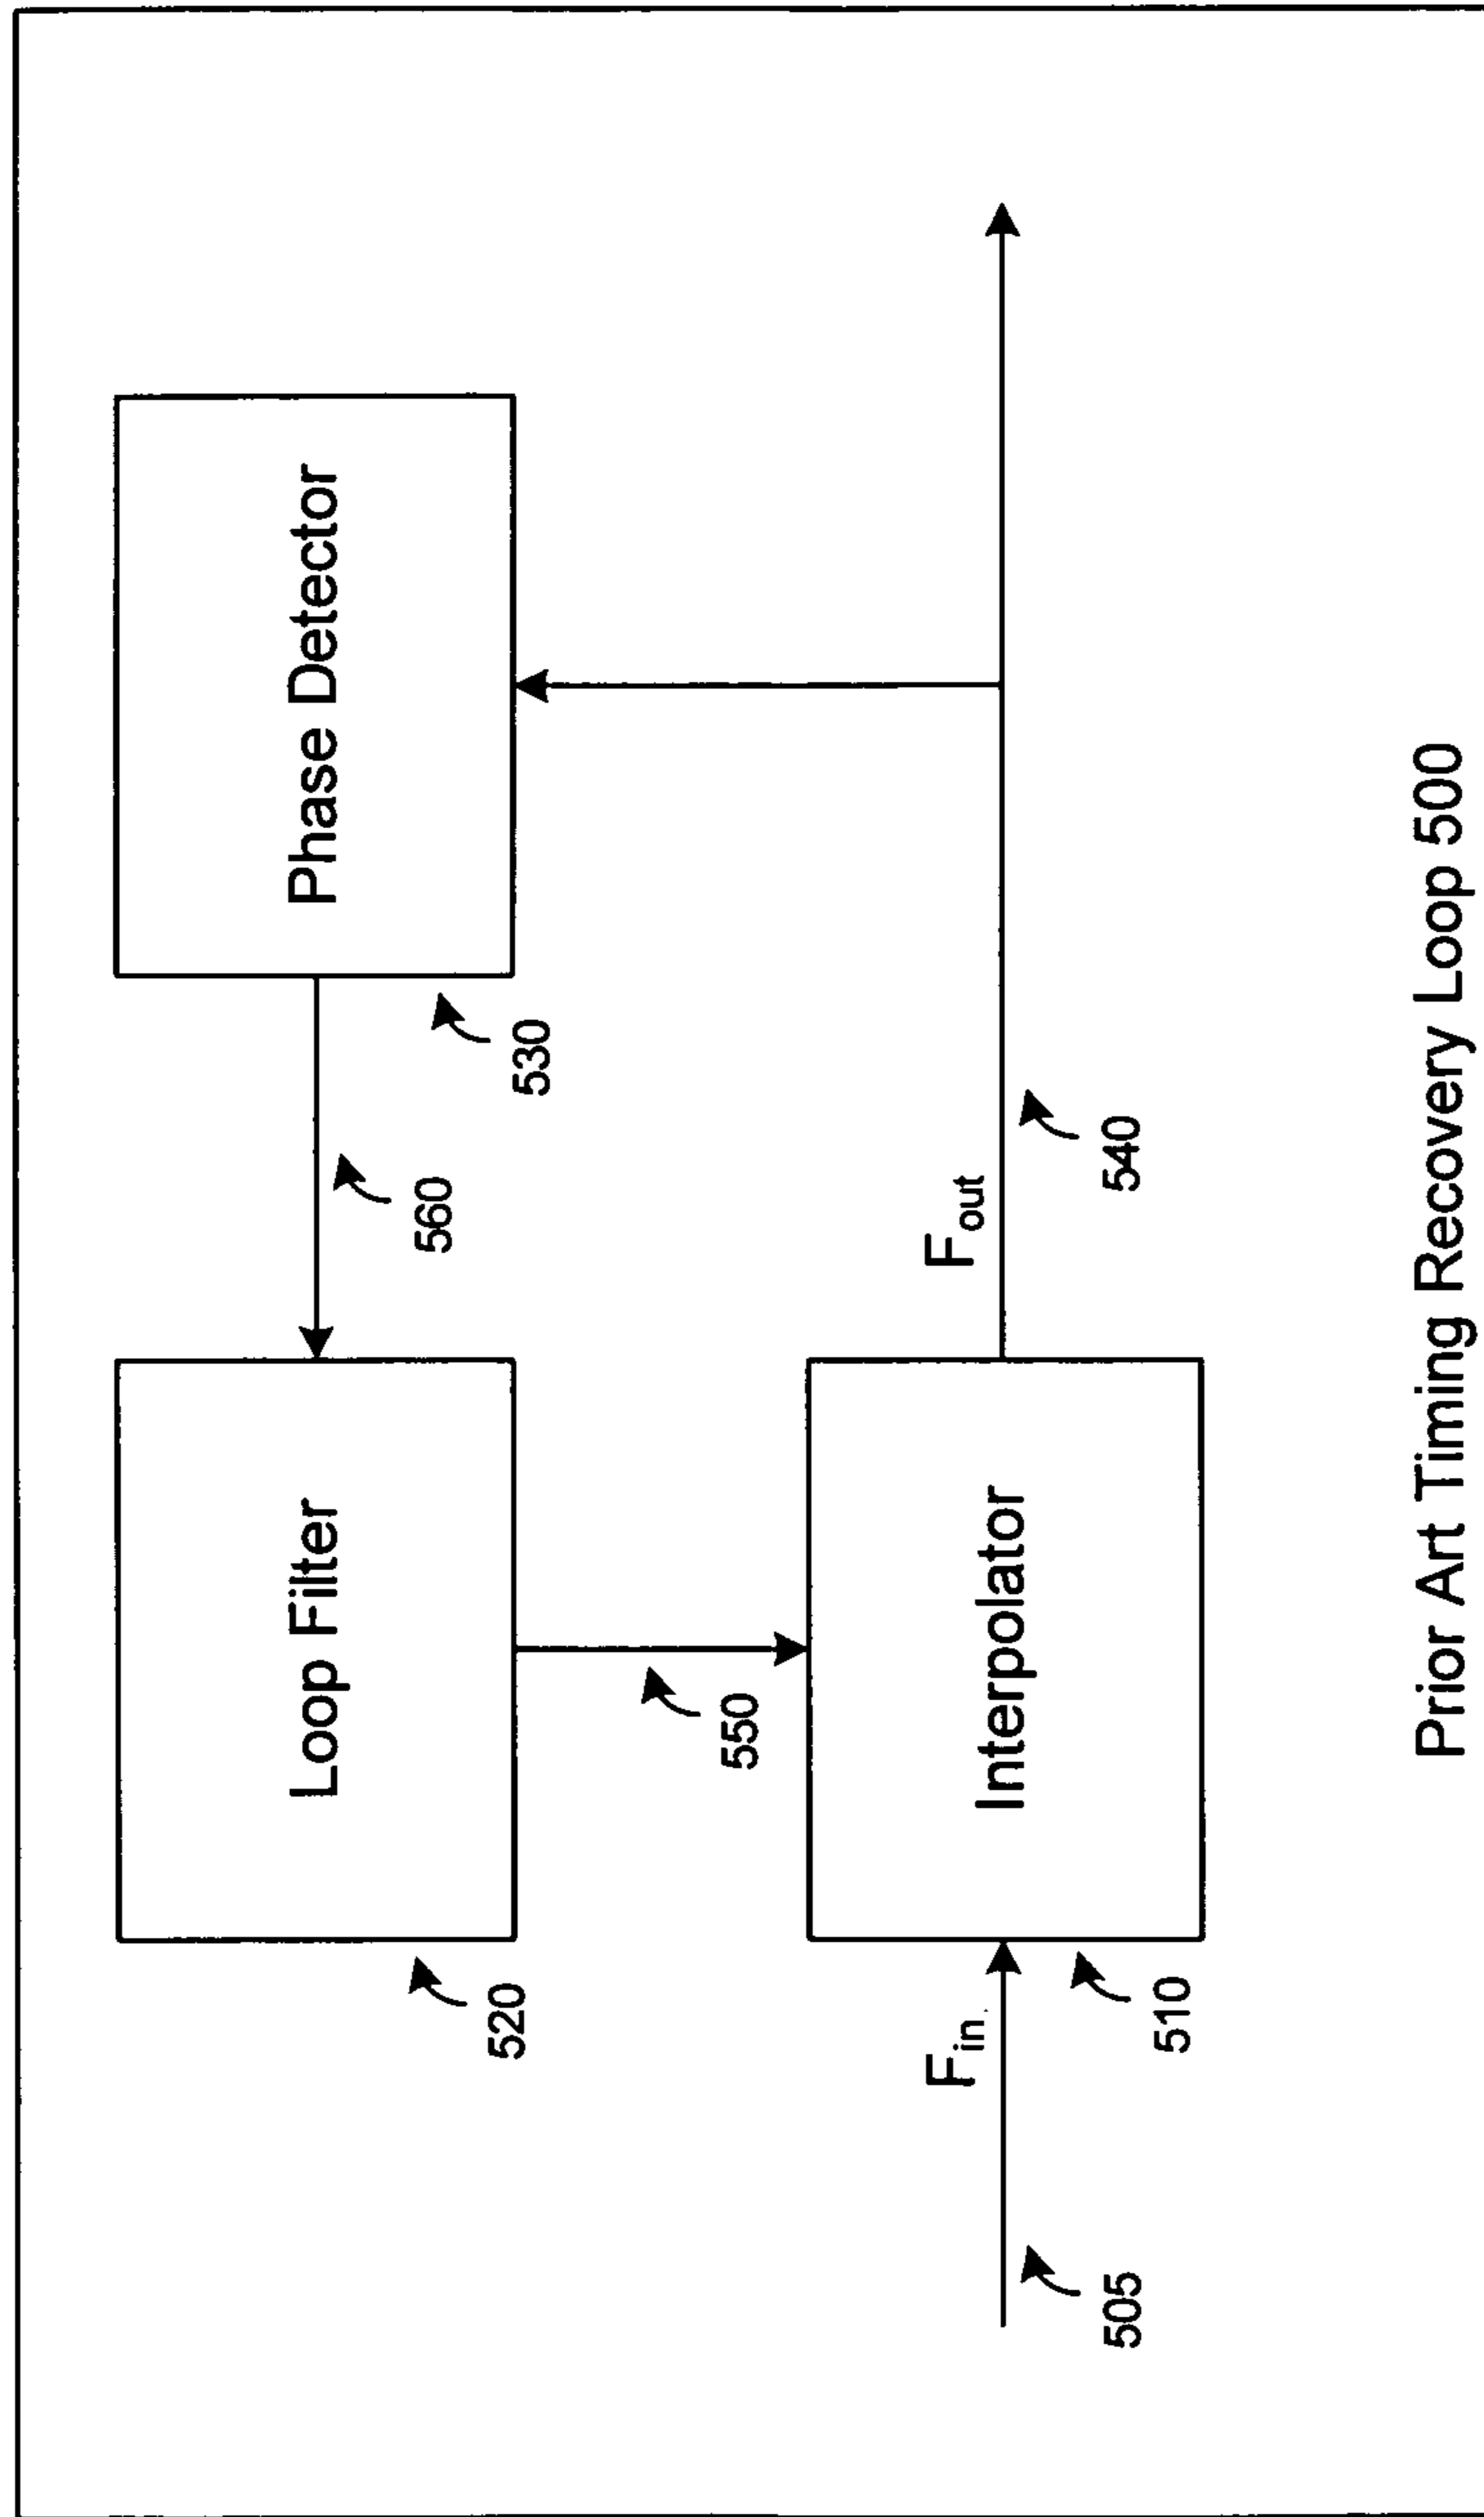 Loop Filter
Phase Detector
520
560
530
550
Interpolator
F_in
F_out
505
510
540
Prior Art Timing Recovery Loop 500